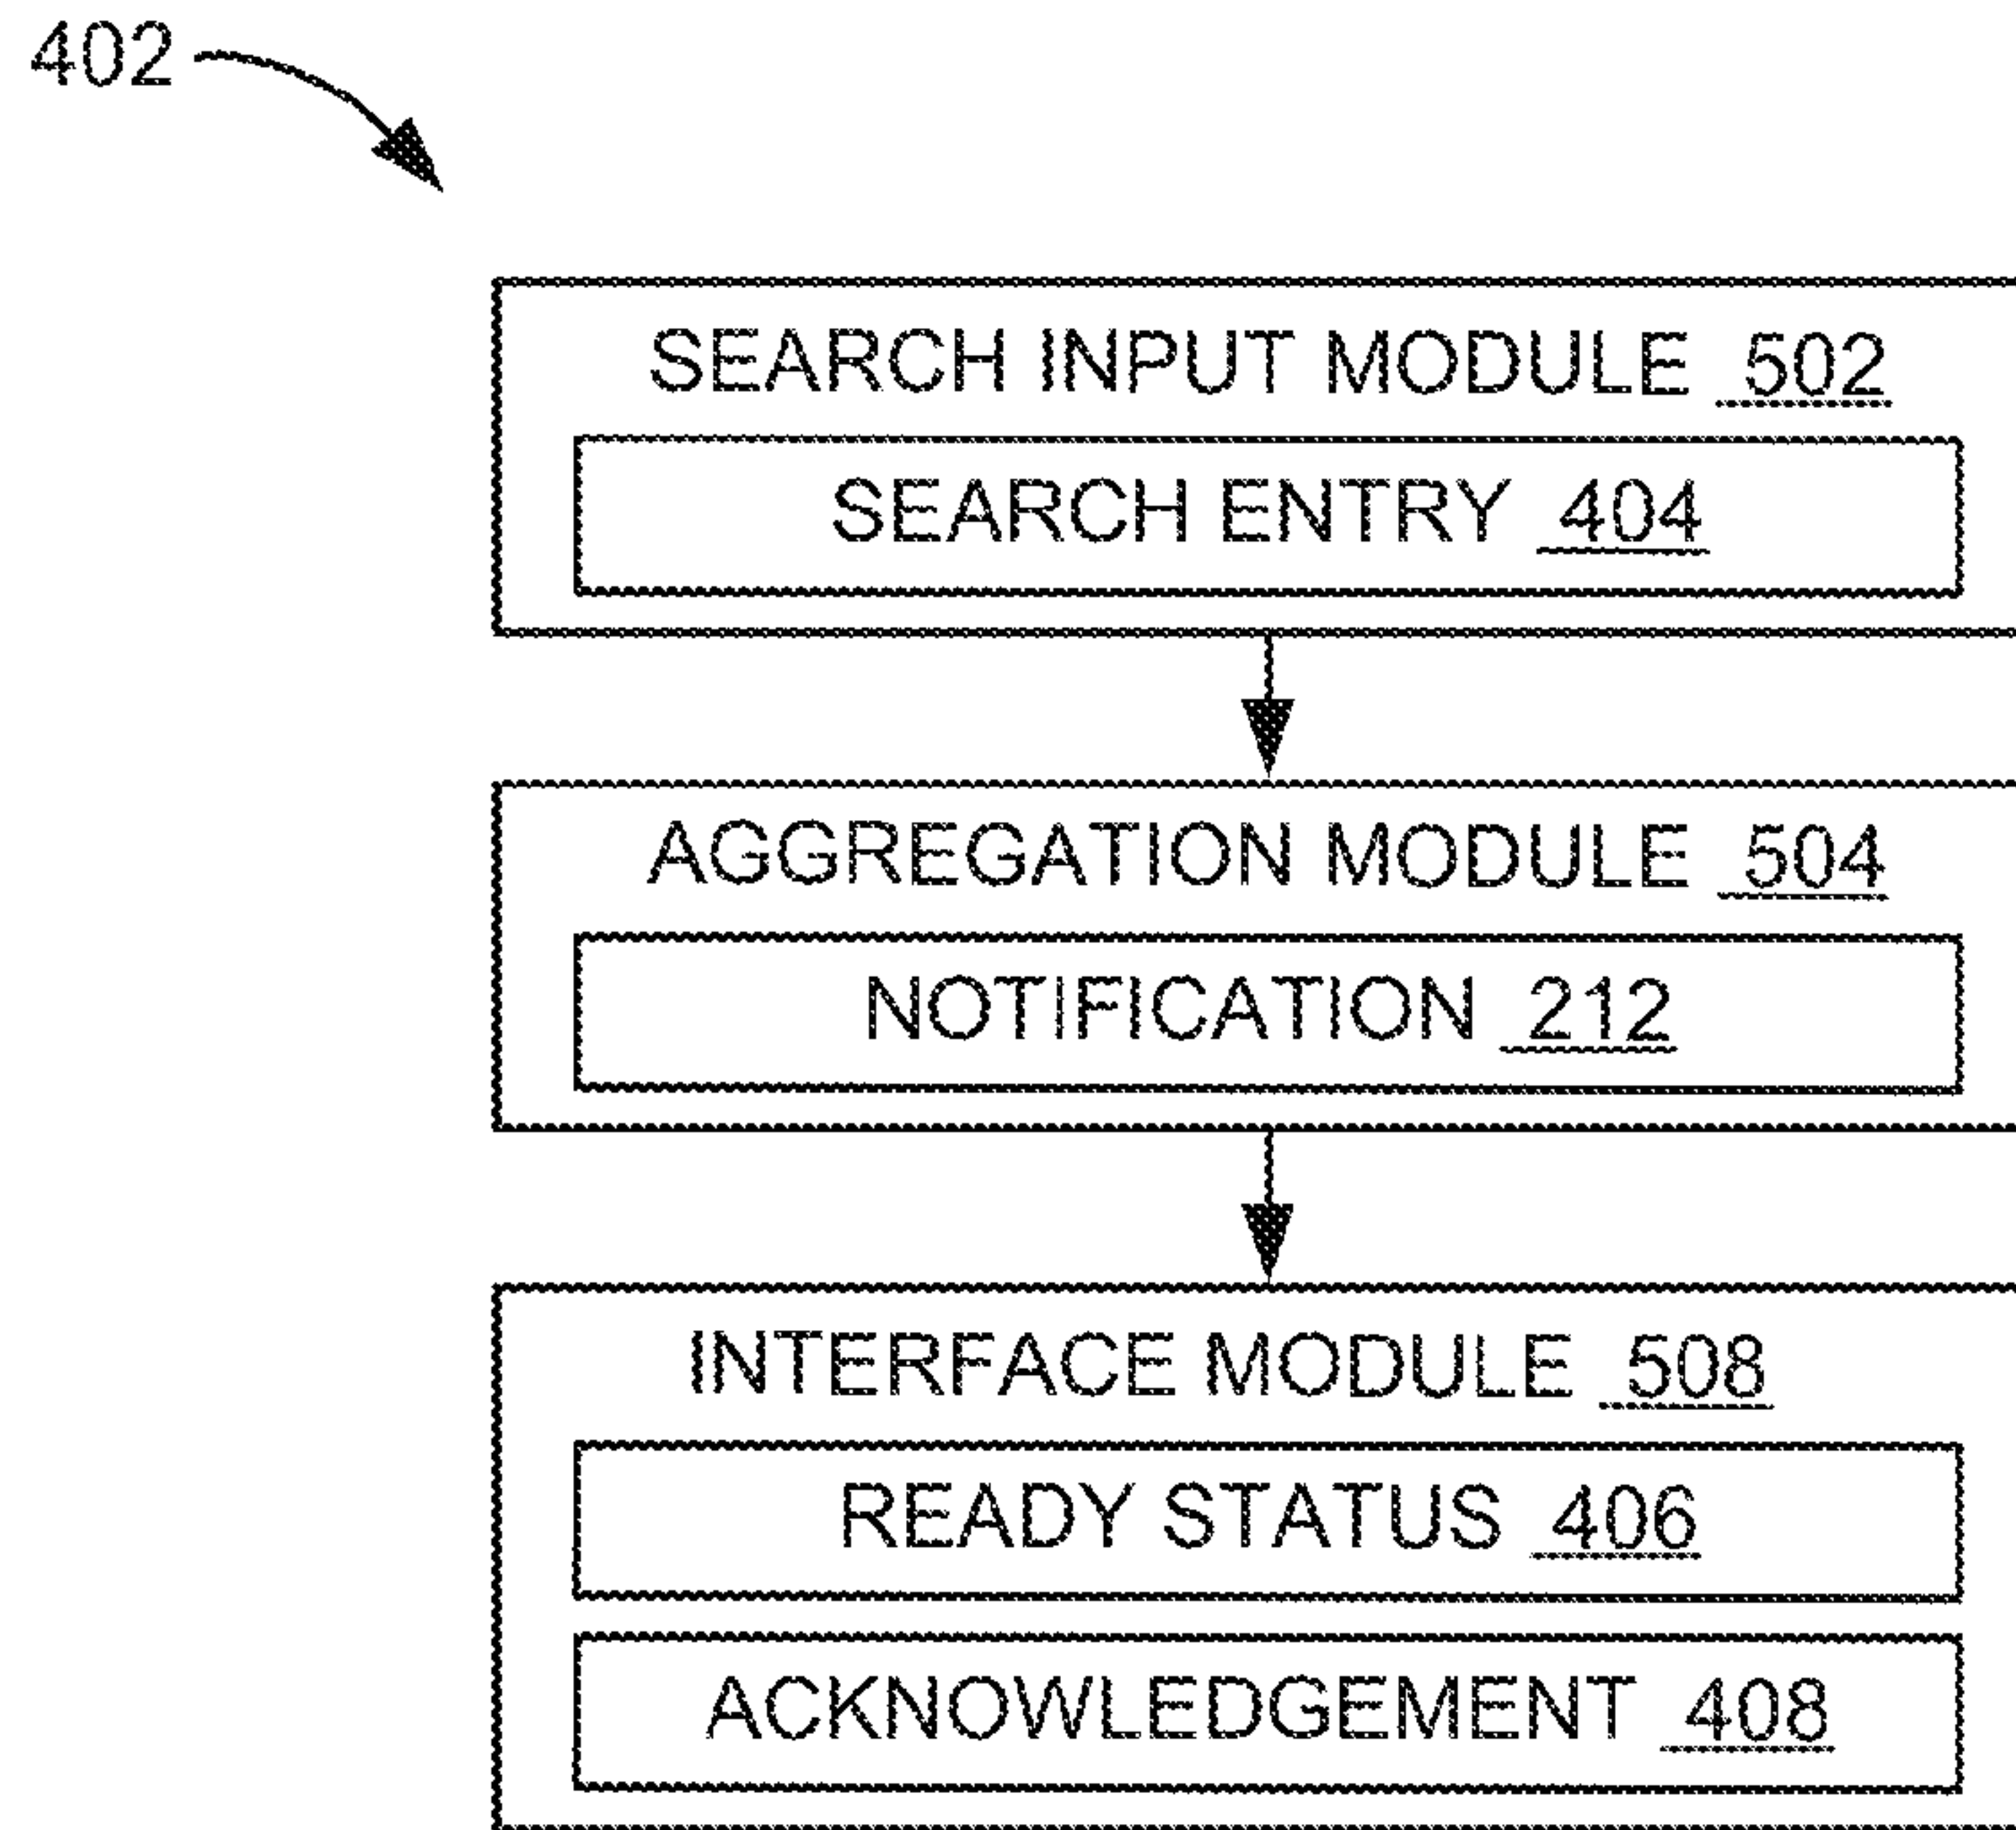 402
SEARCH INPUT MODULE 502
SEARCH ENTRY 404
AGGREGATION MODULE 504
NOTIFICATION 212
INTERFACE MODULE 508
READY STATUS 406
ACKNOWLEDGEMENT 408